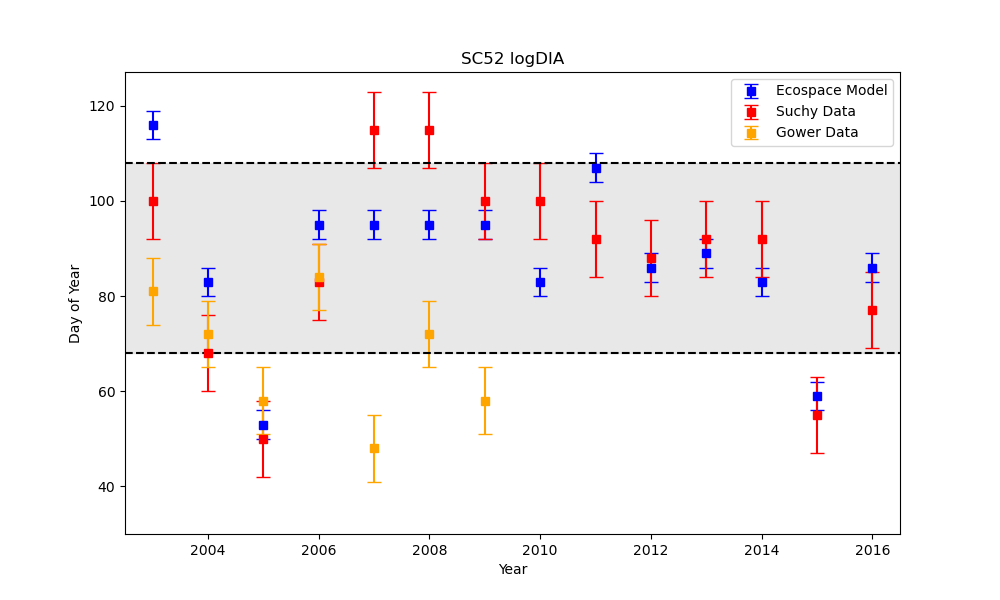 SC52 logDIA
Ecospace Model
Suchy Data
Gower Data
120
100
80
60
40
Day of Year
2004 2006 2008 2010 2012 2014 2016
Year